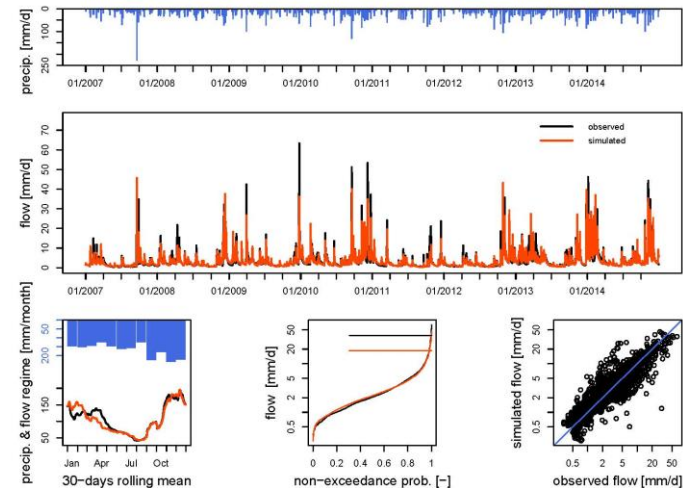 precip. [mm/d]
0
100
250
01/2007 01/2008 01/2009 01/2010 01/2011 01/2012 01/2013 01/2014
flow [mm/d]
70
60
50
40
30
20
10
0
observed
simulated
01/2007 01/2008 01/2009 01/2010 01/2011 01/2012 01/2013 01/2014
precip. & flow regime [mm/month]
50
200
150
50
Jan Apr Jul Oct
30-days rolling mean
flow [mm/d]
50
20
5
2
0.5
0 0.2 0.4 0.6 0.8 1
non-exceedance prob. [-]
simulated flow [mm/d]
50
20
5
2
0.5
0.5 2 5 20 50
observed flow [mm/d]